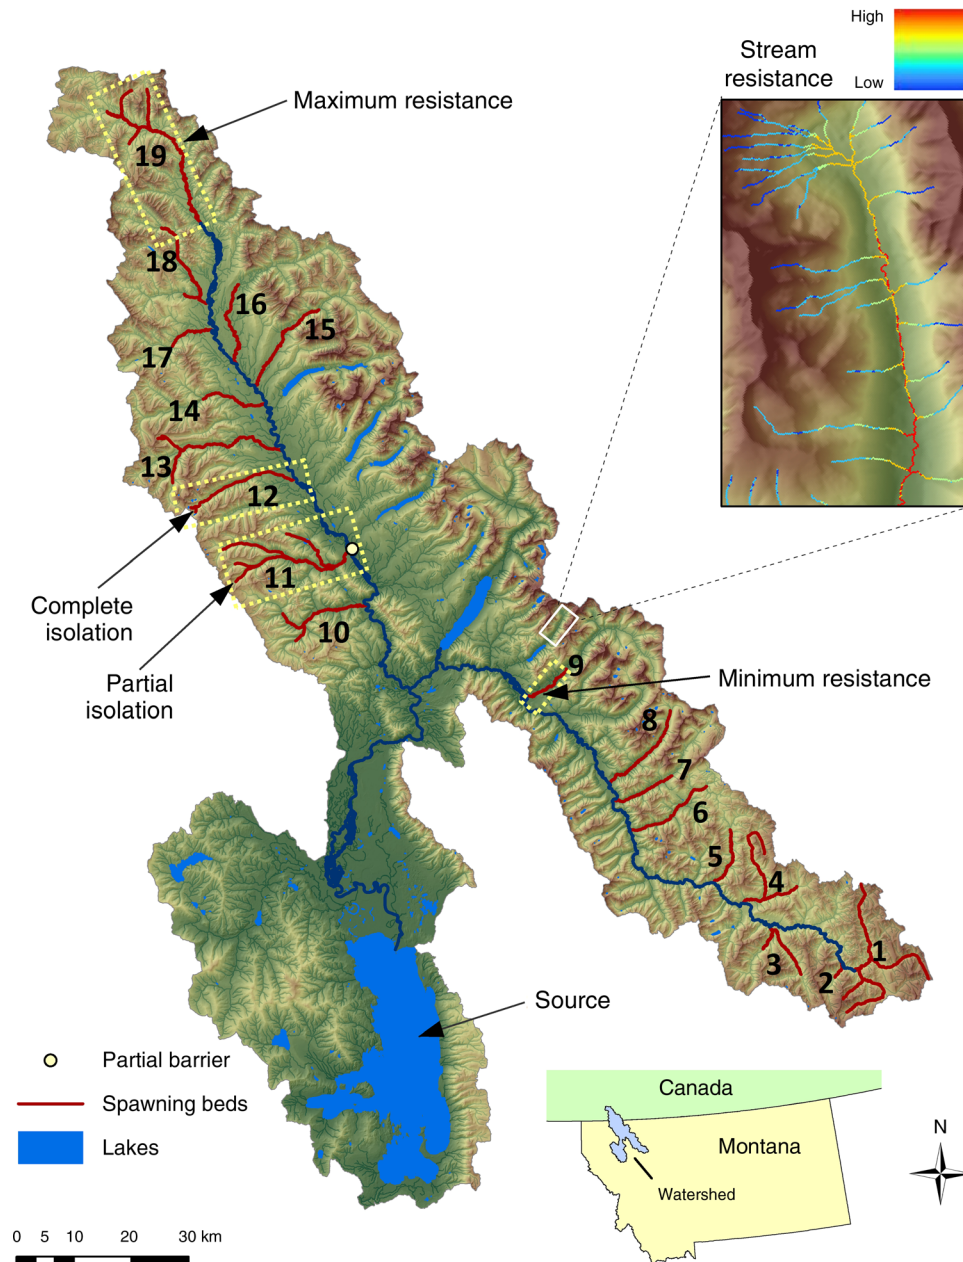 High
Stream
resistance
Low
Maximum resistance
19
18
16
15
17
14
13
12
Complete
isolation
11
Partial
isolation
10
9
Minimum resistance
8
7
6
5
4
3
2
1
Source
Partial barrier
Spawning beds
Lakes
Canada
Montana
Watershed
N
0 5 10 20 30 km